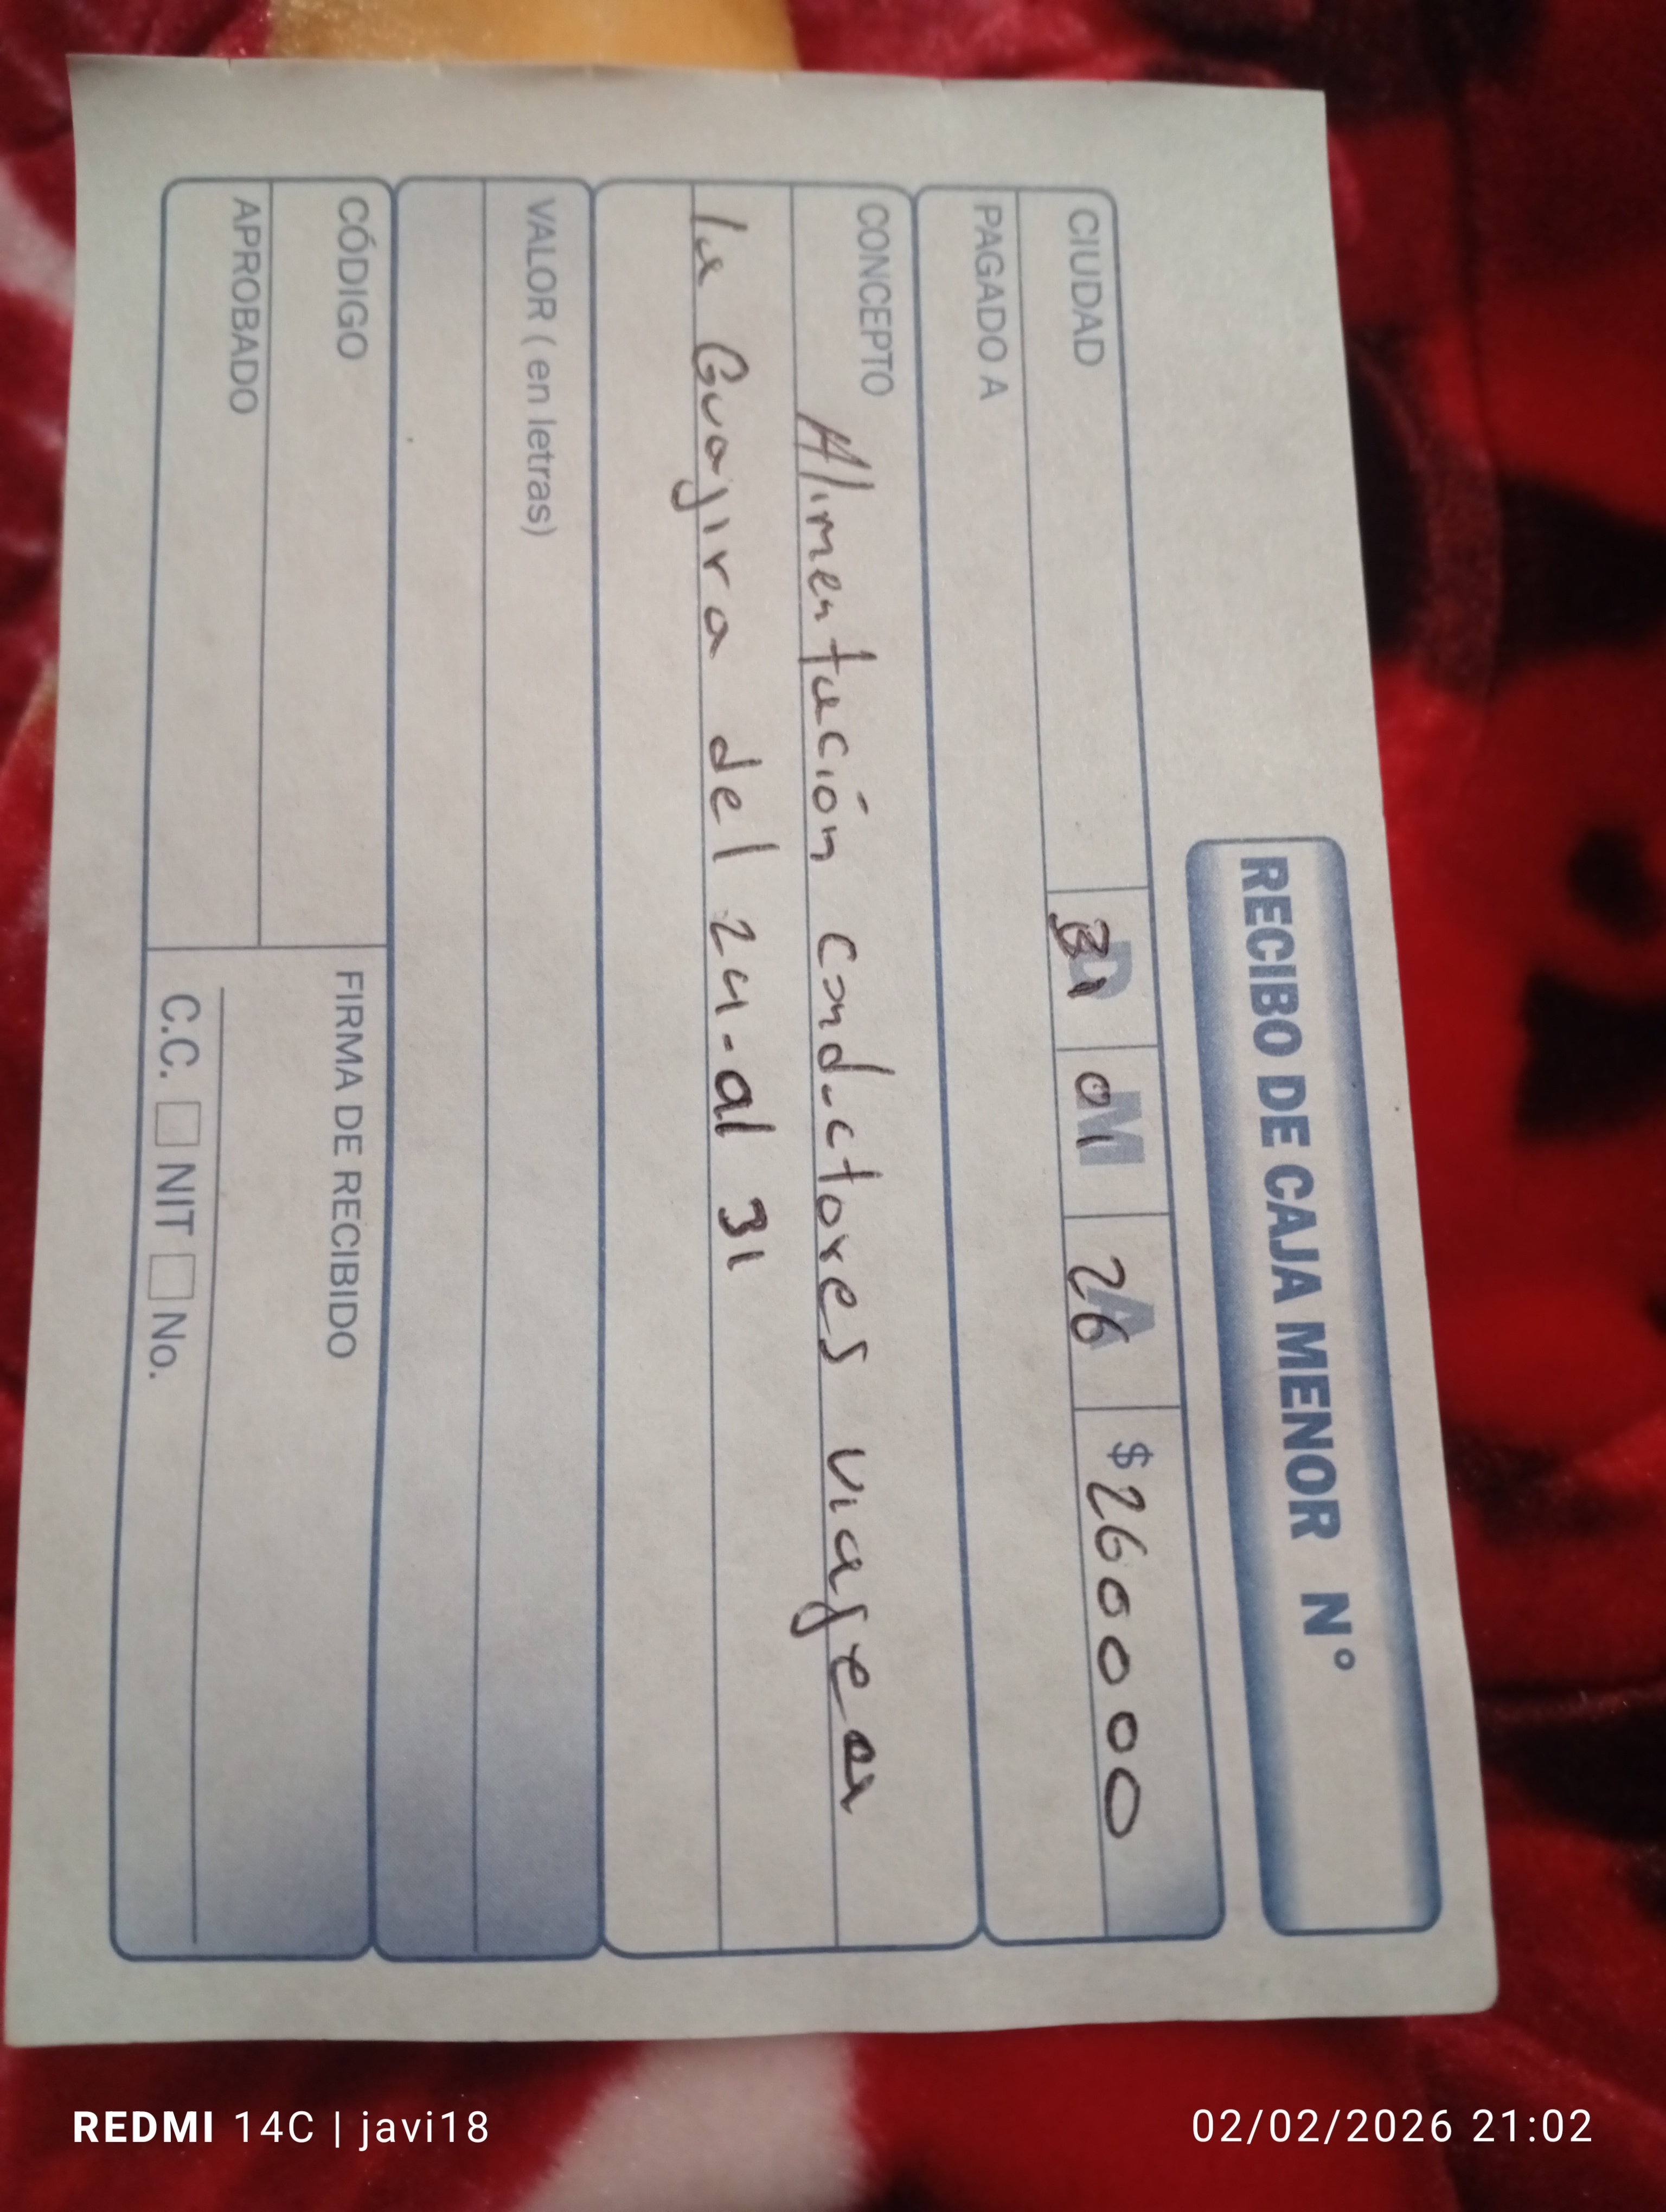 RECIBO DE CAJA MENOR N°
CIUDAD 31 01 26 $ 260000
PAGADO A
CONCEPTO Alimentación conductores viaje a
la Guajira del 24-al 31
VALOR ( en letras)
CÓDIGO
APROBADO
FIRMA DE RECIBIDO
C.C. NIT No.
REDMI 14C | javi18
02/02/2026 21:02